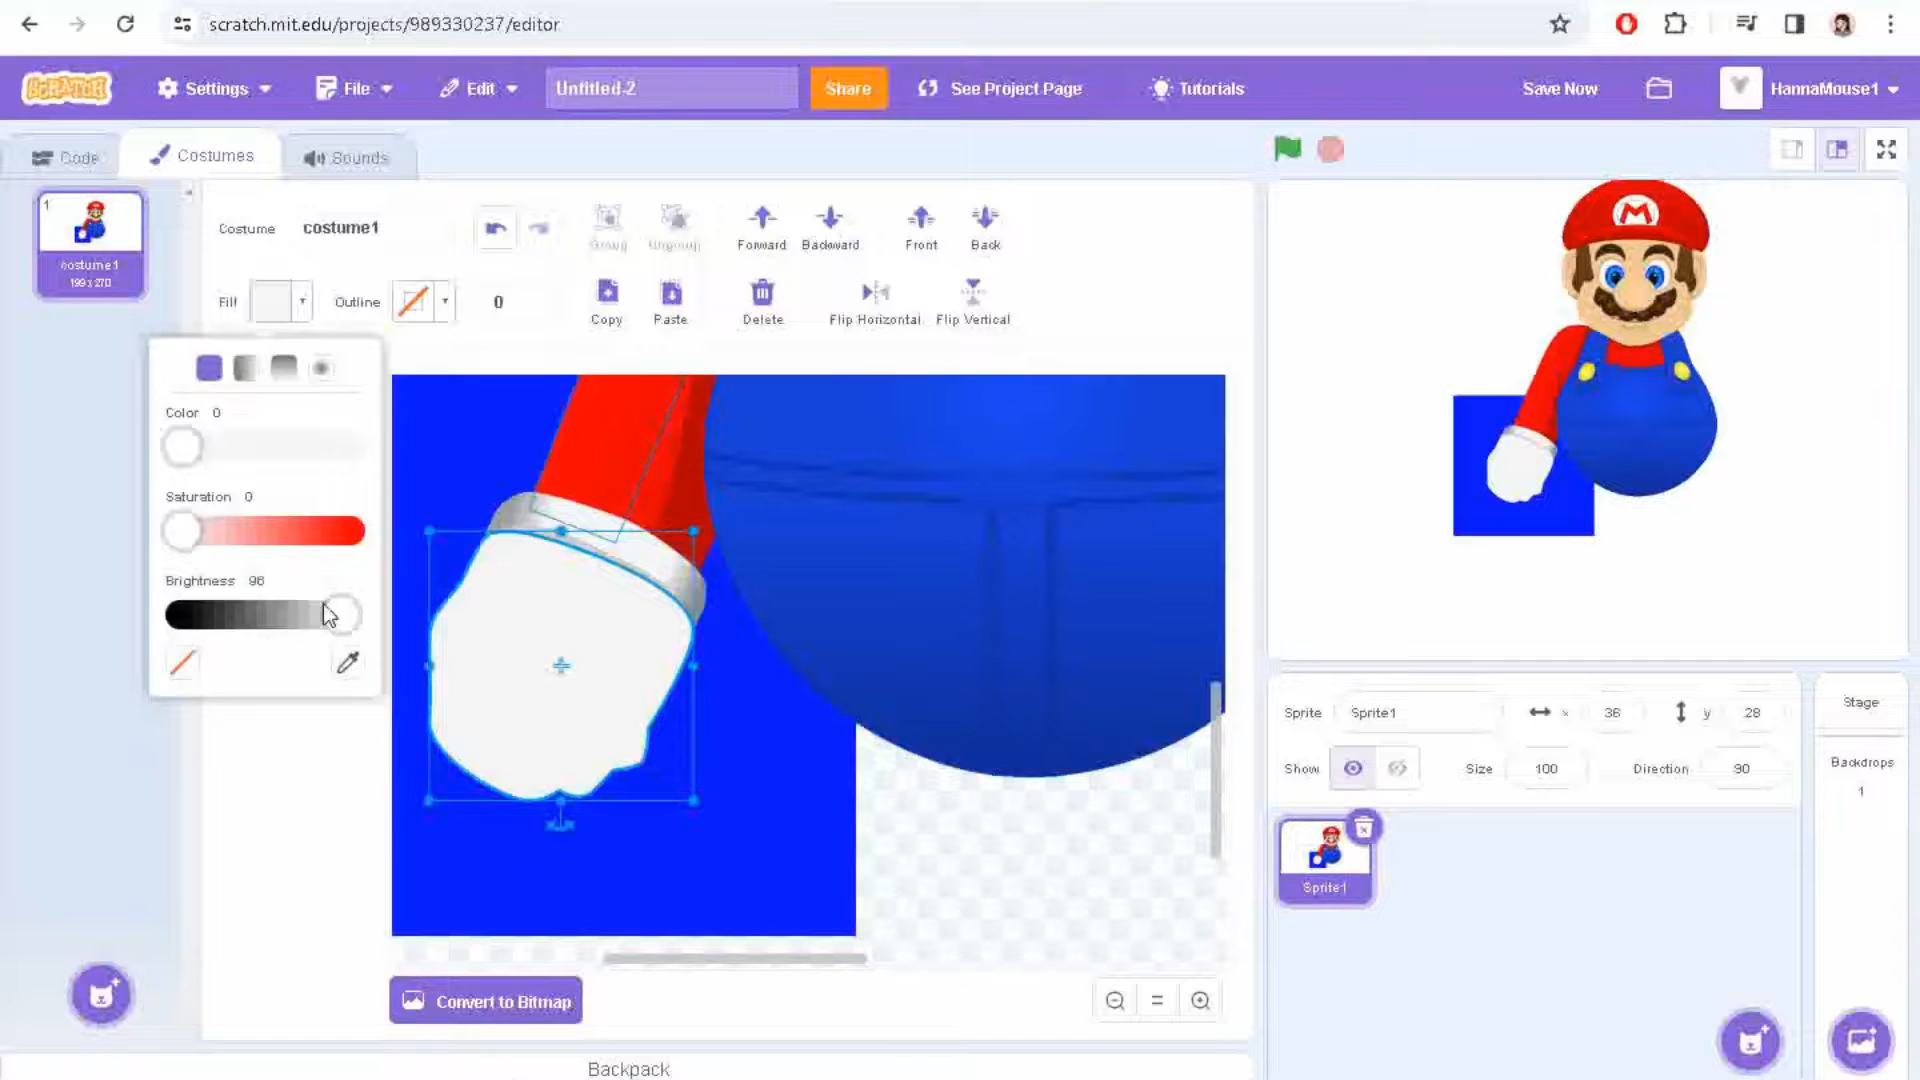 scratch.mit.edu/projects/989330237/editor
SCRATCH
Settings
File
Edit
Untitled-2
Share
See Project Page
Tutorials
Save Now
HannaMouse1
Code
Costumes
Sounds
1
costume1
199 x 270
Costume
costume1
Group
Ungroup
Forward
Backward
Front
Back
Fill
Outline
0
Copy
Paste
Delete
Flip Horizontal
Flip Vertical
Color 0
Saturation 0
Brightness 96
Convert to Bitmap
Backpack
M
Sprite
Sprite1
x
36
y
28
Show
Size
100
Direction
90
Sprite1
Stage
Backdrops
1